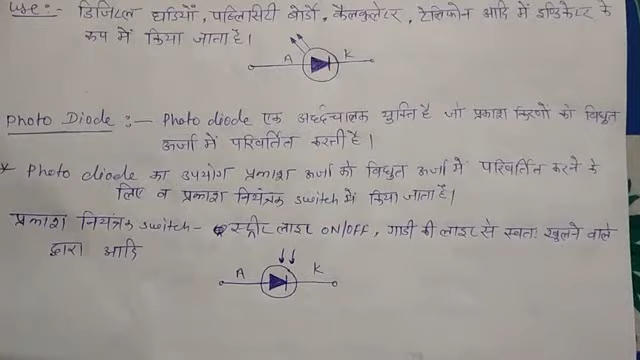 Use:- डिजिटल घडियाँ, पब्लिसिटी बोर्डो, कैलकुलेटर, टेलिफोन आदि में इण्डिकेटर के
रूप में किया जाता है।
A K
Photo Diode:— Photo diode एक अर्द्धचालक युक्ति है जो प्रकाश किरणों को विधुत
ऊर्जा में परिवर्तित करती है।
* Photo diode का उपयोग प्रकाश ऊर्जा को विधुत ऊर्जा में परिवर्तित करने के
लिए व प्रकाश नियंत्रक switch में किया जाता है।
प्रकाश नियंत्रक switch - स्ट्रीट लाइट ON/OFF, गाडी की लाइट से स्वतः खुलने वाले
द्वारा आदि
A K